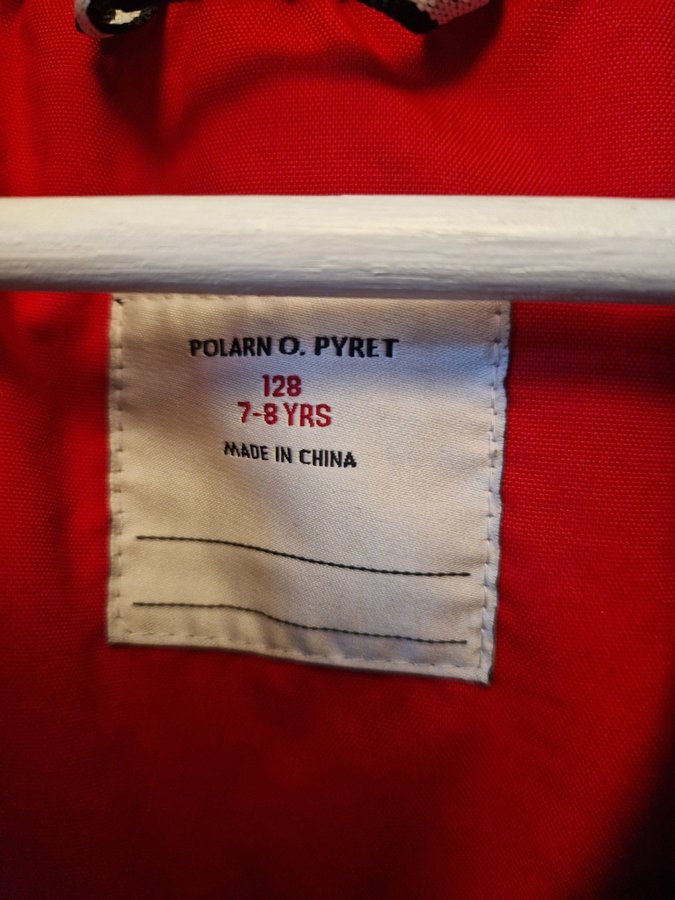 POLARN O. PYRET
128
7-8 YRS
MADE IN CHINA